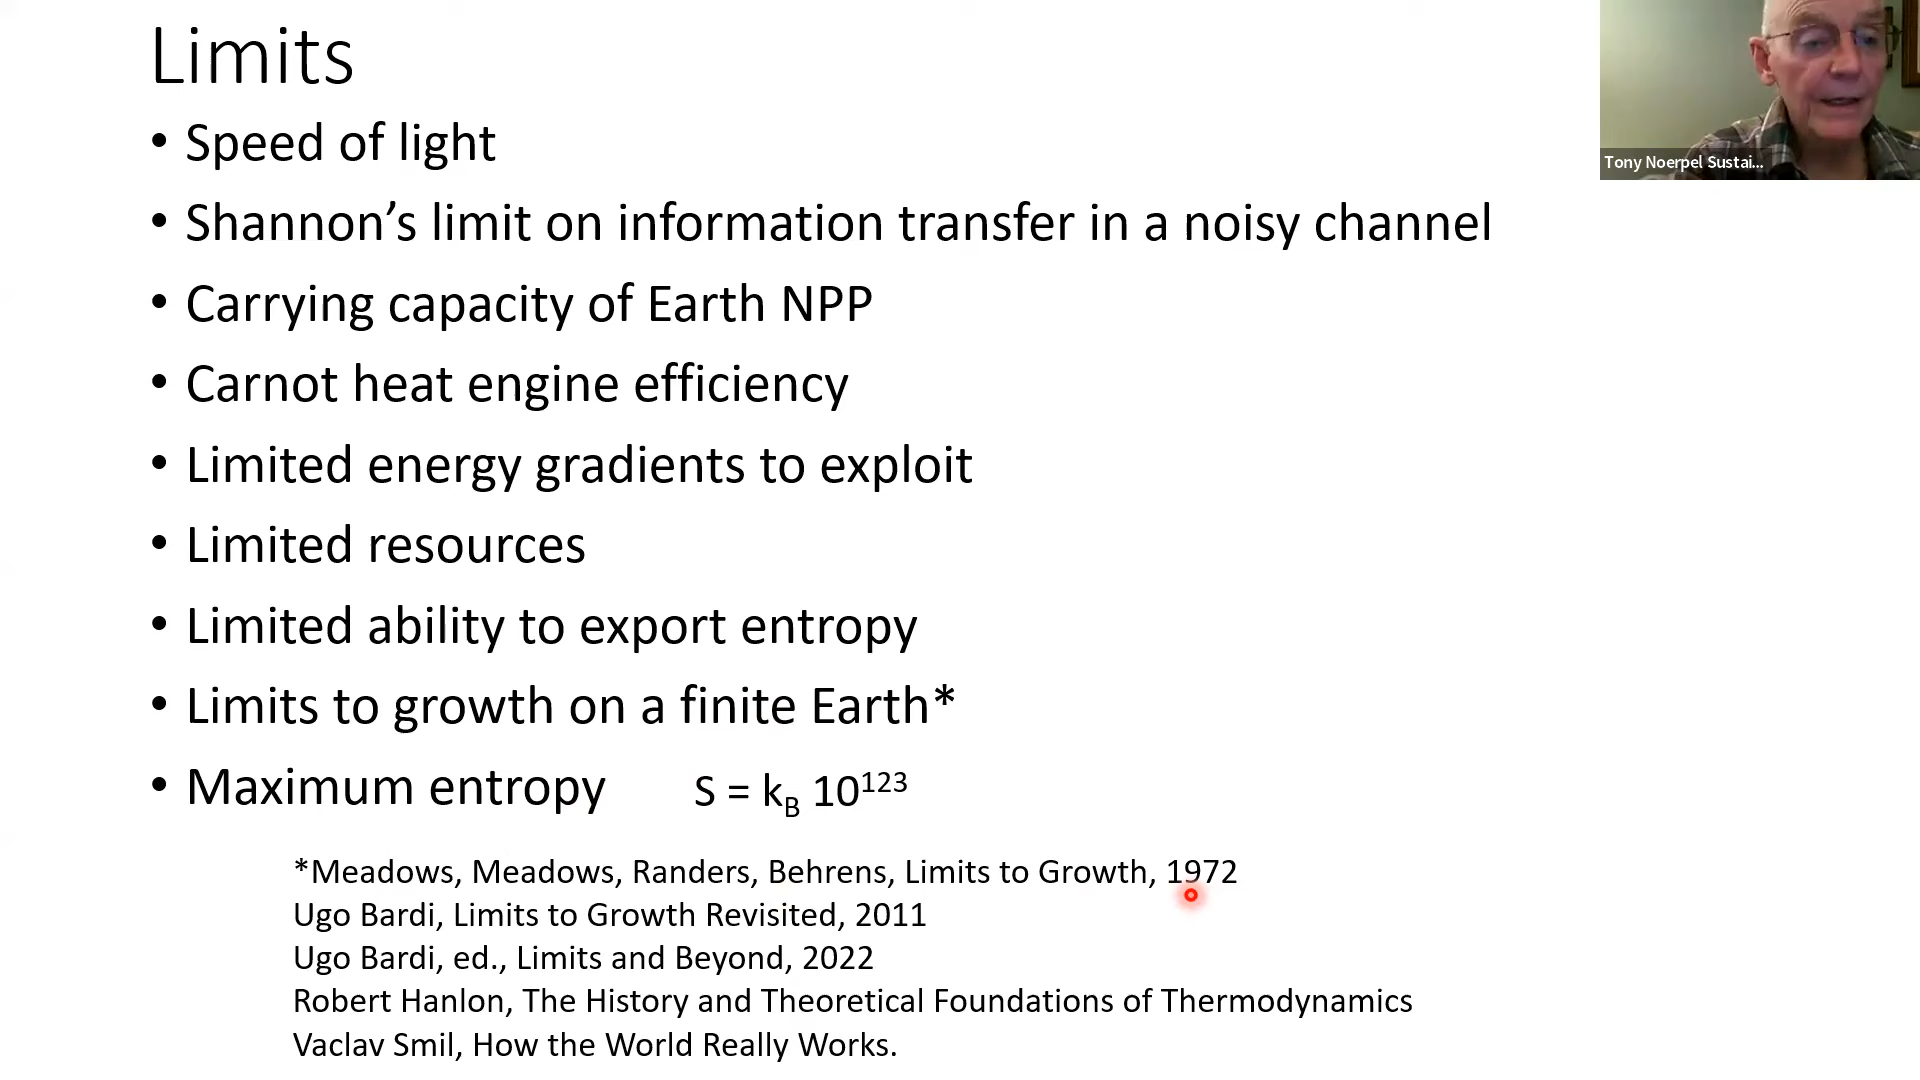 Limits
• Speed of light
• Shannon’s limit on information transfer in a noisy channel
• Carrying capacity of Earth NPP
• Carnot heat engine efficiency
• Limited energy gradients to exploit
• Limited resources
• Limited ability to export entropy
• Limits to growth on a finite Earth*
• Maximum entropy S = k_B 10^123
*Meadows, Meadows, Randers, Behrens, Limits to Growth, 1972
Ugo Bardi, Limits to Growth Revisited, 2011
Ugo Bardi, ed., Limits and Beyond, 2022
Robert Hanlon, The History and Theoretical Foundations of Thermodynamics
Vaclav Smil, How the World Really Works.
Tony Noerpel Sustai...